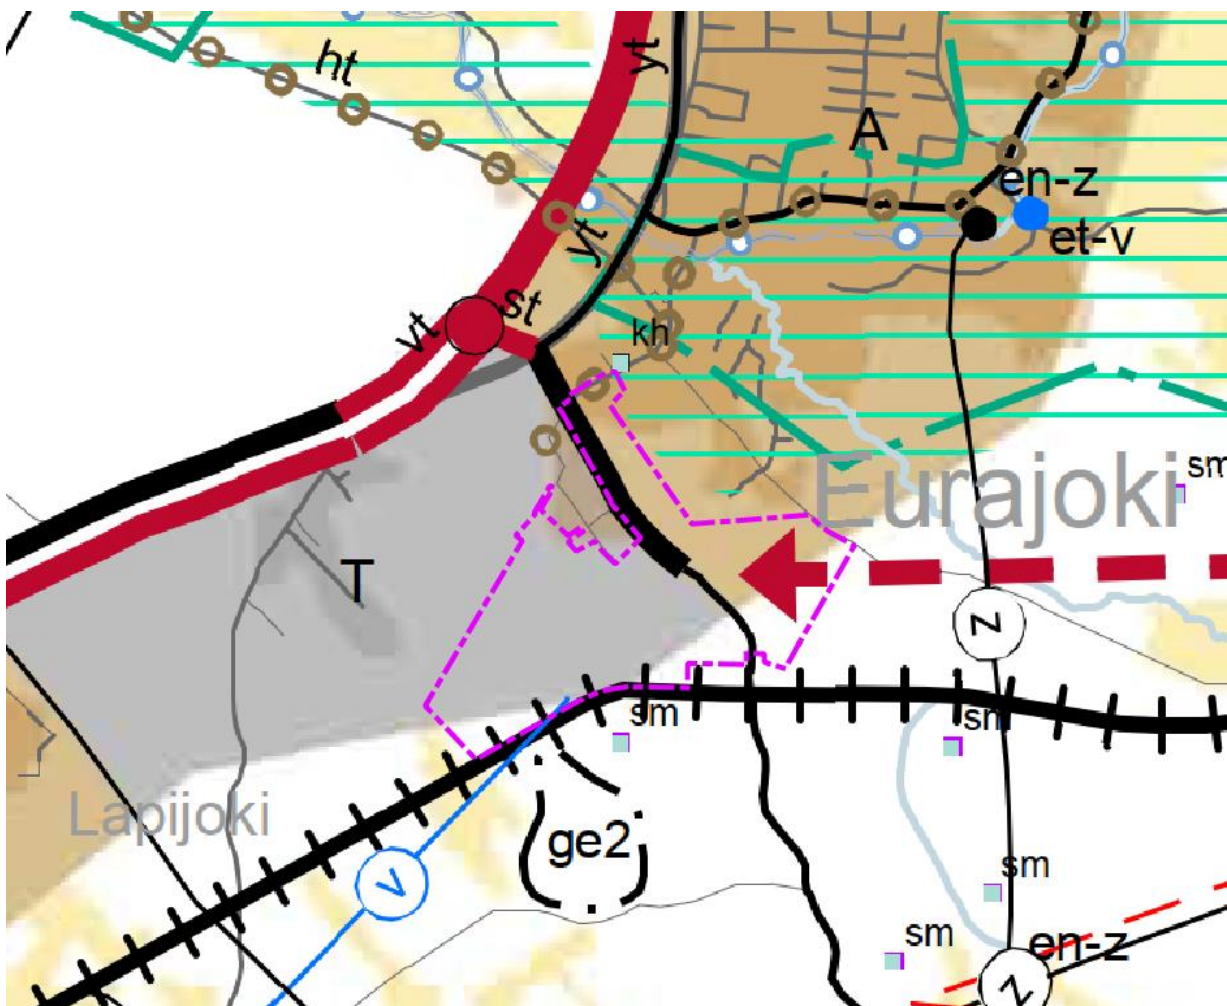 ht
yt
A
en-z
et-v
yt
st
vt
kh
Eurajoki
sm
T
z
sm
sm
Lapijoki
ge2
v
sm
sm
en-z
z